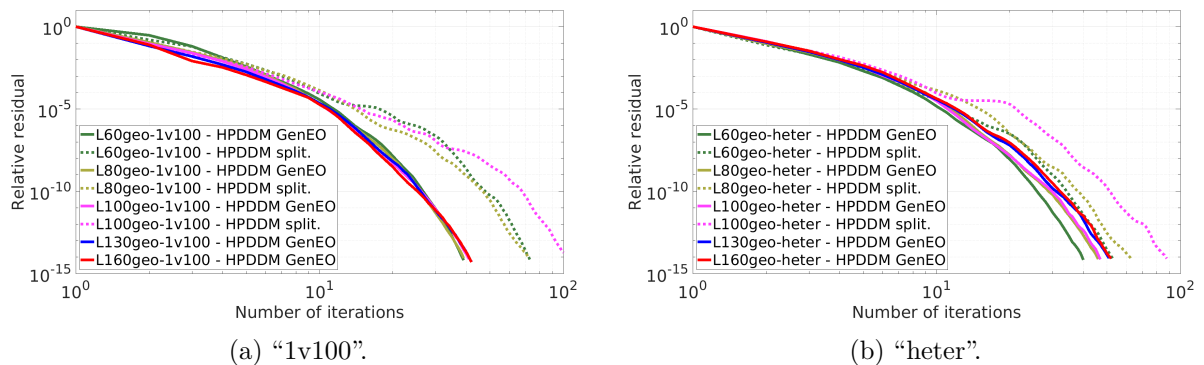 10^0
10^-5
10^-10
10^-15
Relative residual
L60geo-1v100 - HPDDM GenEO
L60geo-1v100 - HPDDM split.
L80geo-1v100 - HPDDM GenEO
L80geo-1v100 - HPDDM split.
L100geo-1v100 - HPDDM GenEO
L100geo-1v100 - HPDDM split.
L130geo-1v100 - HPDDM GenEO
L160geo-1v100 - HPDDM GenEO
10^0
10^1
10^2
Number of iterations
(a) “1v100”.
10^0
10^-5
10^-10
10^-15
Relative residual
L60geo-heter - HPDDM GenEO
L60geo-heter - HPDDM split.
L80geo-heter - HPDDM GenEO
L80geo-heter - HPDDM split.
L100geo-heter - HPDDM GenEO
L100geo-heter - HPDDM split.
L130geo-heter - HPDDM GenEO
L160geo-heter - HPDDM GenEO
10^0
10^1
10^2
Number of iterations
(b) “heter”.